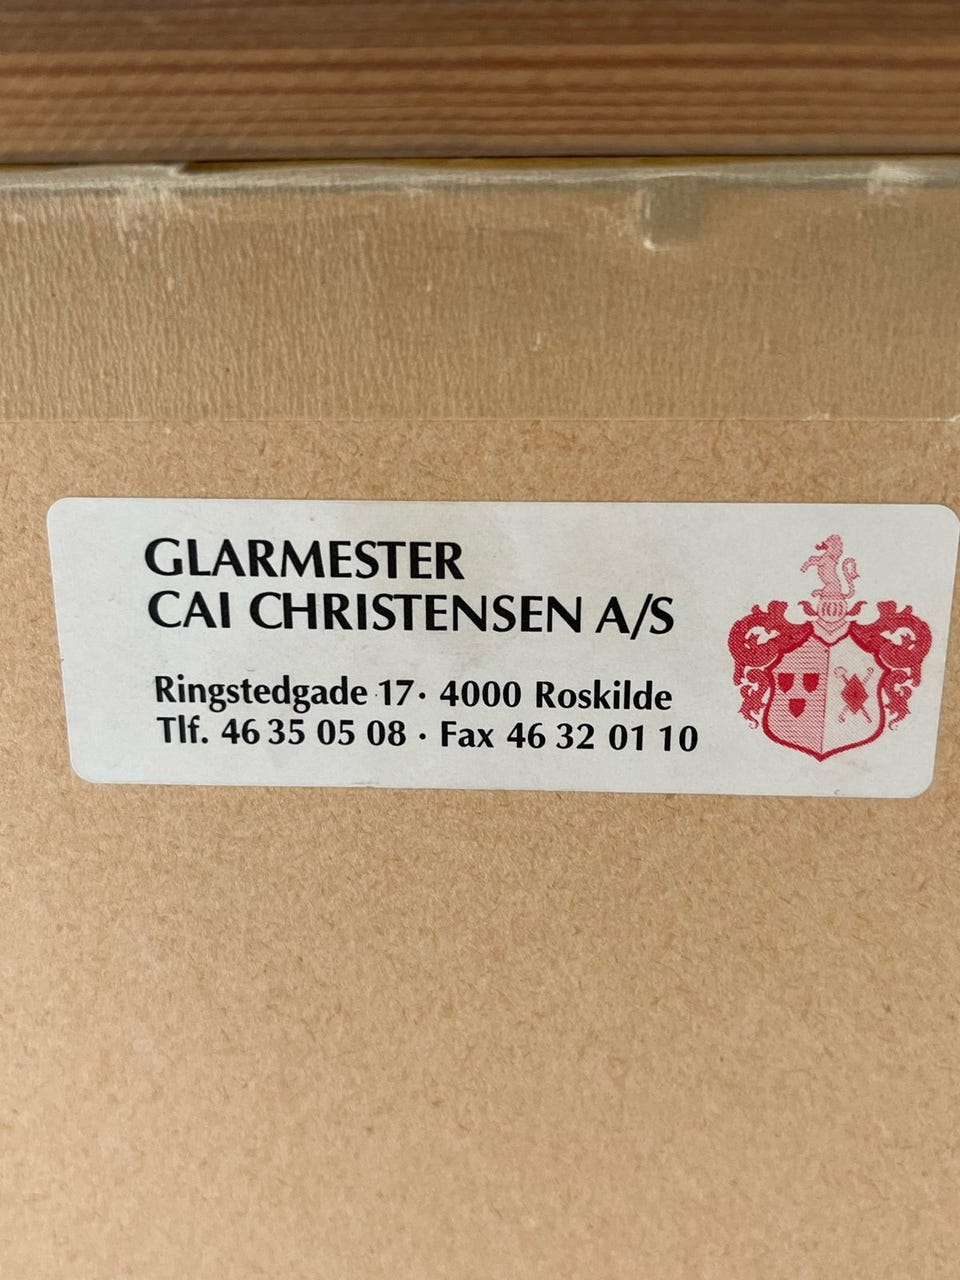 GLARMESTER
CAI CHRISTENSEN A/S
Ringstedgade 17 · 4000 Roskilde
Tlf. 46 35 05 08 · Fax 46 32 01 10